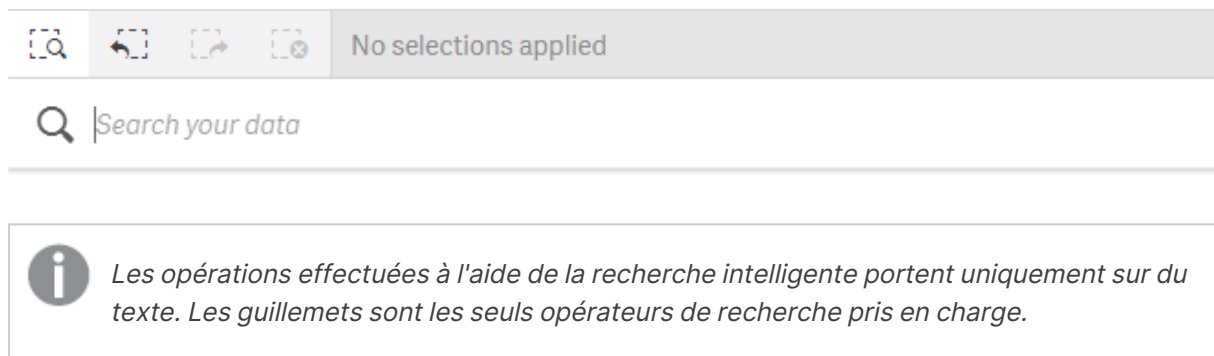 No selections applied
Search your data
Les opérations effectuées à l'aide de la recherche intelligente portent uniquement sur du
texte. Les guillemets sont les seuls opérateurs de recherche pris en charge.